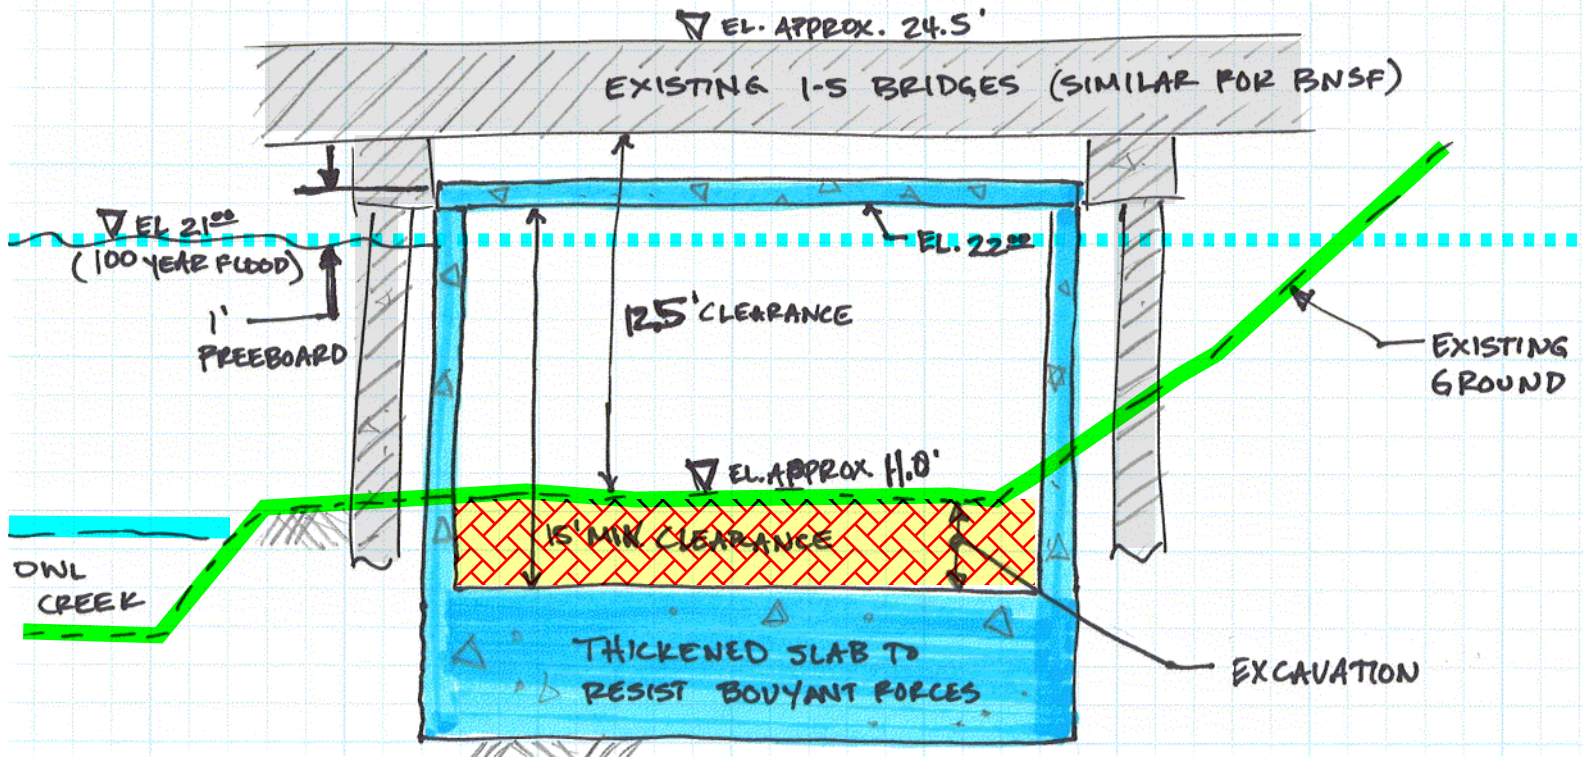 EL. APPROX. 24.5'
EXISTING I-5 BRIDGES (SIMILAR FOR BNSF)
EL 21.00
(100 YEAR FLOOD)
EL. 22.00
1'
FREEBOARD
12.5' CLEARANCE
EXISTING
GROUND
EL. APPROX. 11.0'
15' MIN. CLEARANCE
OWL
CREEK
THICKENED SLAB TO
RESIST BOUYANT FORCES
EXCAVATION